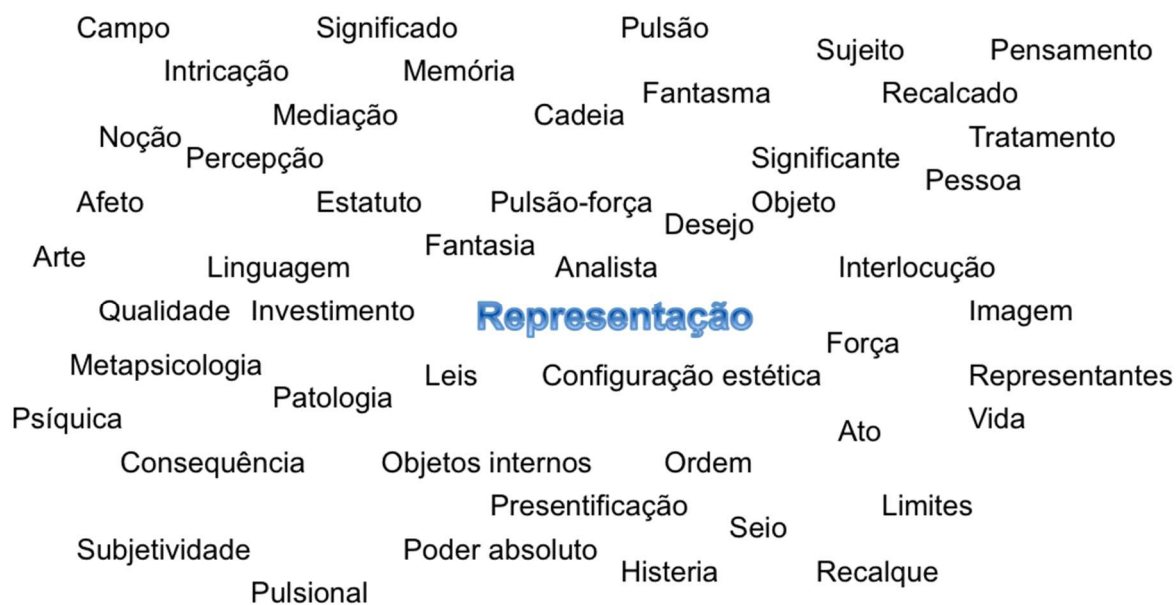 Campo Significado Pulsão
Sujeito Pensamento
Intricação Memória
Fantasma Recalcado
Mediação Cadeia
Noção Tratamento
Percepção Significante
Pessoa
Afeto Estatuto Pulsão-força Objeto
Desejo
Fantasia
Arte
Linguagem Analista Interlocução
Qualidade Investimento Representação Imagem
Força
Metapsicologia
Leis Configuração estética Representantes
Patologia
Psíquica Vida
Ato
Consequência Objetos internos Ordem
Presentificação Limites
Seio
Subjetividade Poder absoluto
Histeria Recalque
Pulsional